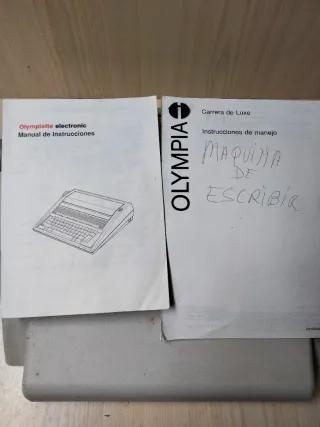 Olympiette electronic
Manual de Instrucciones
OLYMPIA
Carrera de Luxe
Instrucciones de manejo
MAQUINA
DE
ESCRIBIR